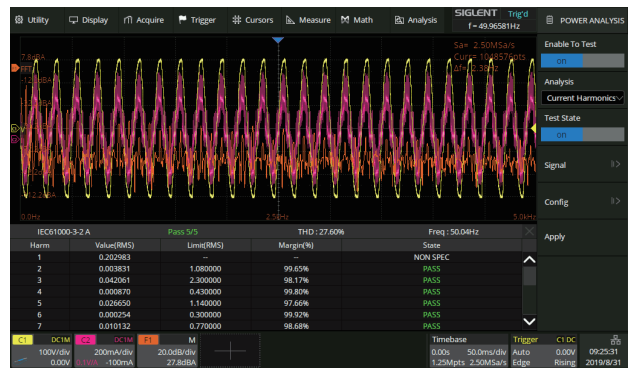 Utility Display Acquire Trigger Cursors Measure Math Analysis SIGLENT Trig'd POWER ANALYSIS
f = 49.96581Hz
Sa= 2.50MSa/s
7.8dBA
Enable To Test
on
Analysis
Current Harmonics
Test State
on
Signal
Config
Apply
0.0Hz 5.0kHz
IEC61000-3-2 A Pass 5/5 THD : 27.60% Freq : 50.04Hz
Harm Value(RMS) Limit(RMS) Margin(%) State
1 0.202983 -- -- NON SPEC
2 0.003831 1.080000 99.65% PASS
3 0.042061 2.300000 98.17% PASS
4 0.000870 0.430000 99.80% PASS
5 0.026650 1.140000 97.66% PASS
6 0.000254 0.300000 99.92% PASS
7 0.010132 0.770000 98.68% PASS
C1 DC1M C2 DC1M F1 M Timebase Trigger C1 DC
100V/div 200mA/div 20.0dB/div 0.00s 50.0ms/div Auto 0.00V 09:25:31
0.00V -100mA 27.8dBA 1.25Mpts 2.50MSa/s Edge Rising 2019/8/31